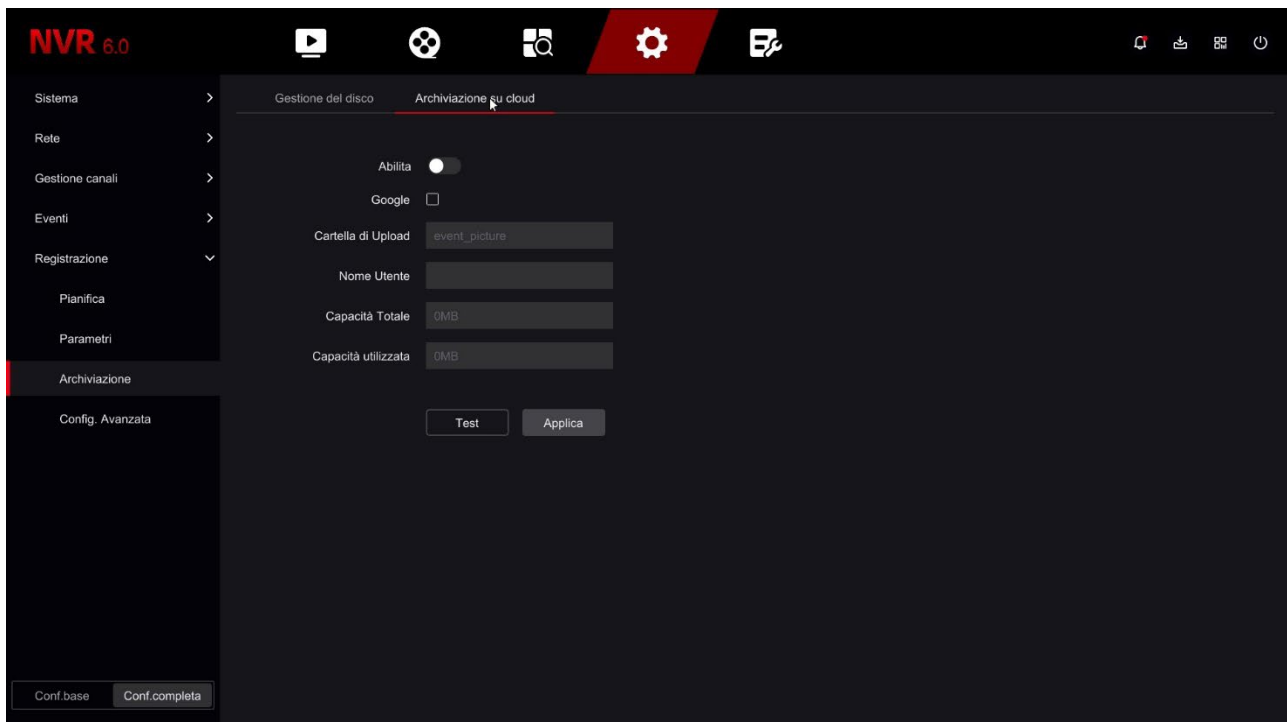 NVR 6.0
Sistema
Rete
Gestione canali
Eventi
Registrazione
Pianifica
Parametri
Archiviazione
Config. Avanzata
Conf.base Conf.completa
Gestione del disco Archiviazione su cloud
Abilita
Google
Cartella di Upload event_picture
Nome Utente
Capacità Totale 0MB
Capacità utilizzata 0MB
Test Applica